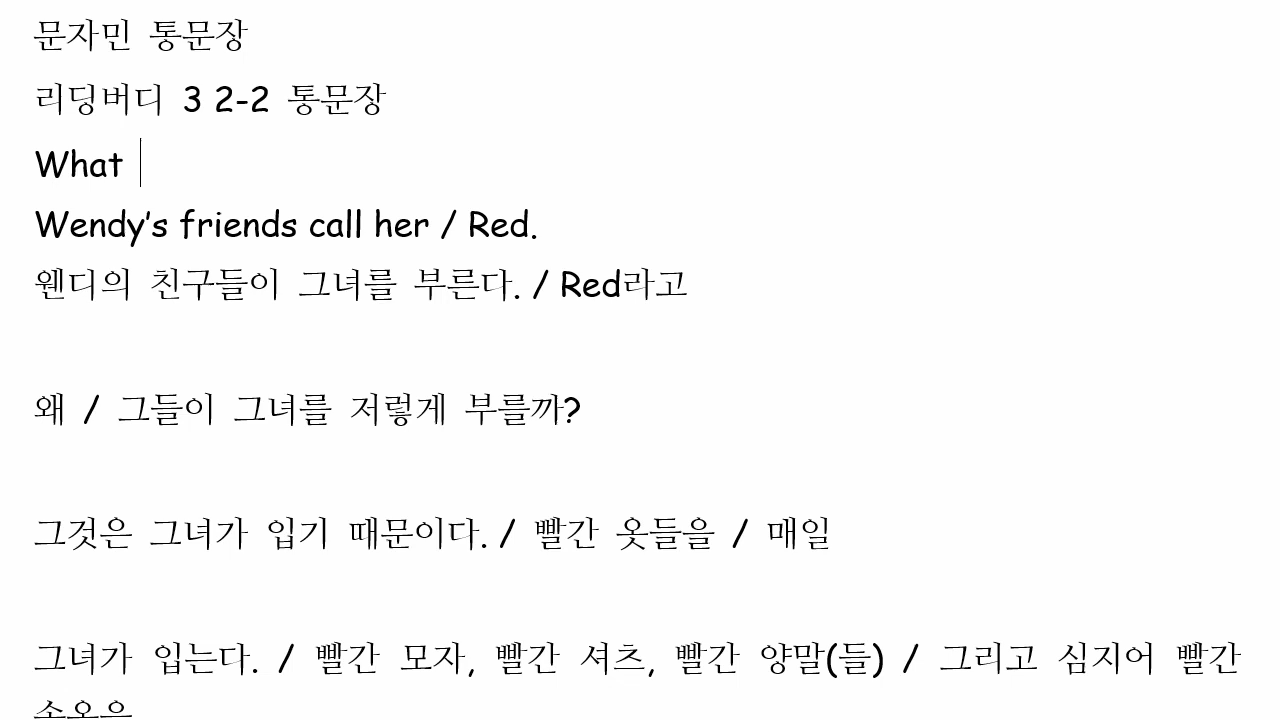 문자민 통문장
리딩버디 3 2-2 통문장
What
Wendy's friends call her / Red.
웬디의 친구들이 그녀를 부른다. / Red라고
왜 / 그들이 그녀를 저렇게 부를까?
그것은 그녀가 입기 때문이다. / 빨간 옷들을 / 매일
그녀가 입는다. / 빨간 모자, 빨간 셔츠, 빨간 양말(들) / 그리고 심지어 빨간